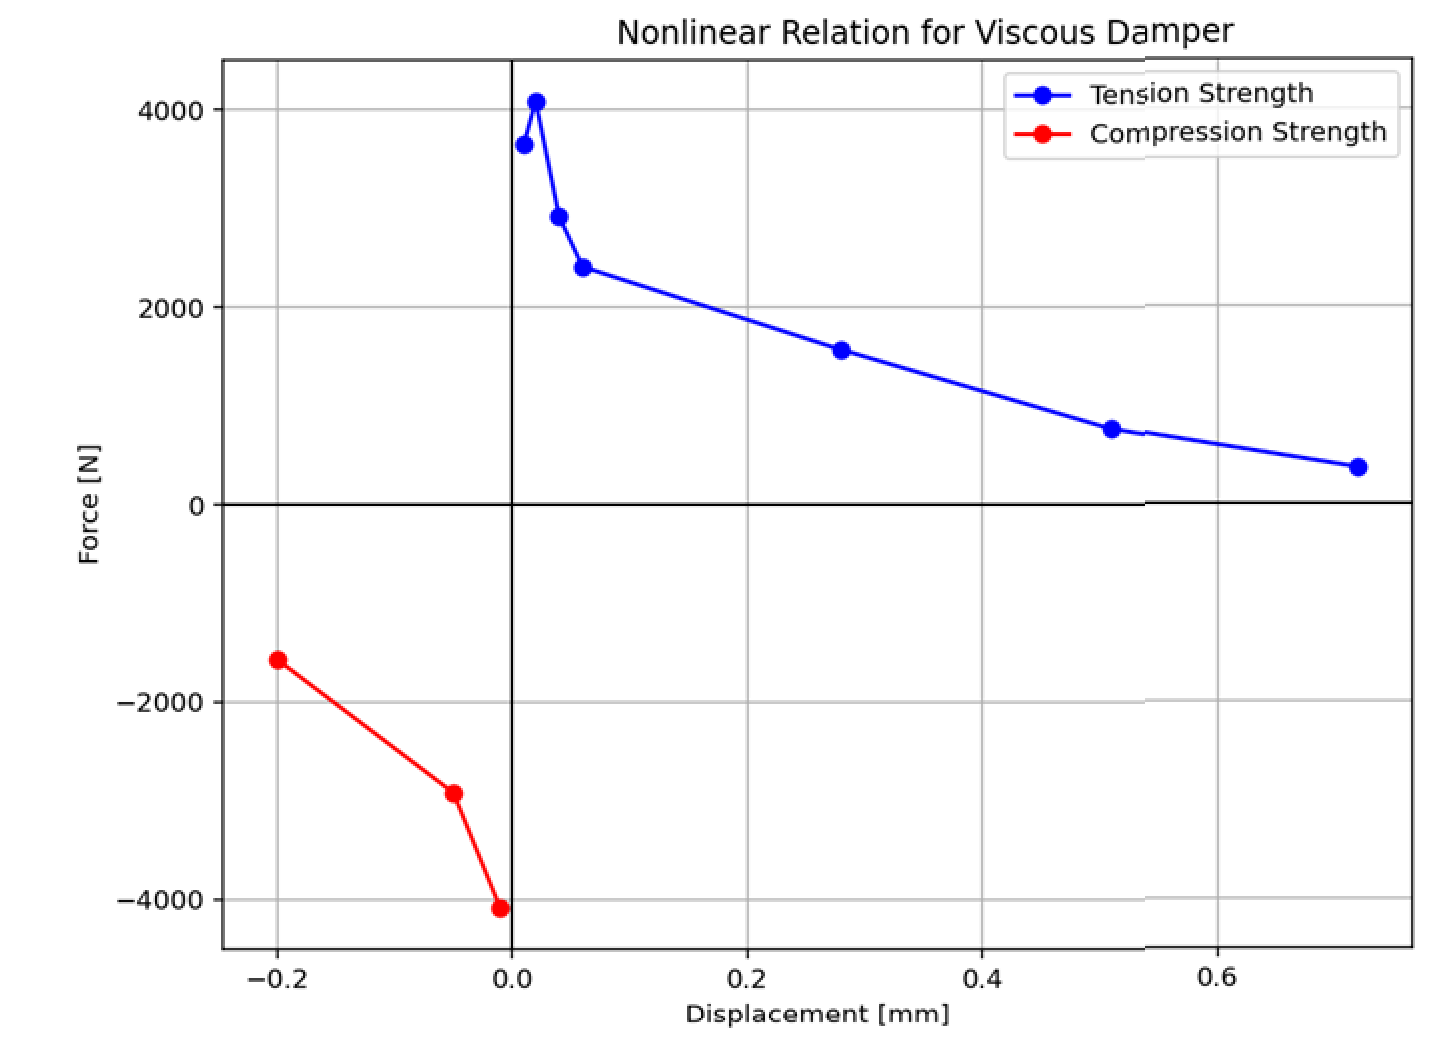 Nonlinear Relation for Viscous Damper
Tension Strength
Compression Strength
4000
2000
0
−2000
−4000
Force [N]
−0.2
0.0
0.2
0.4
0.6
Displacement [mm]